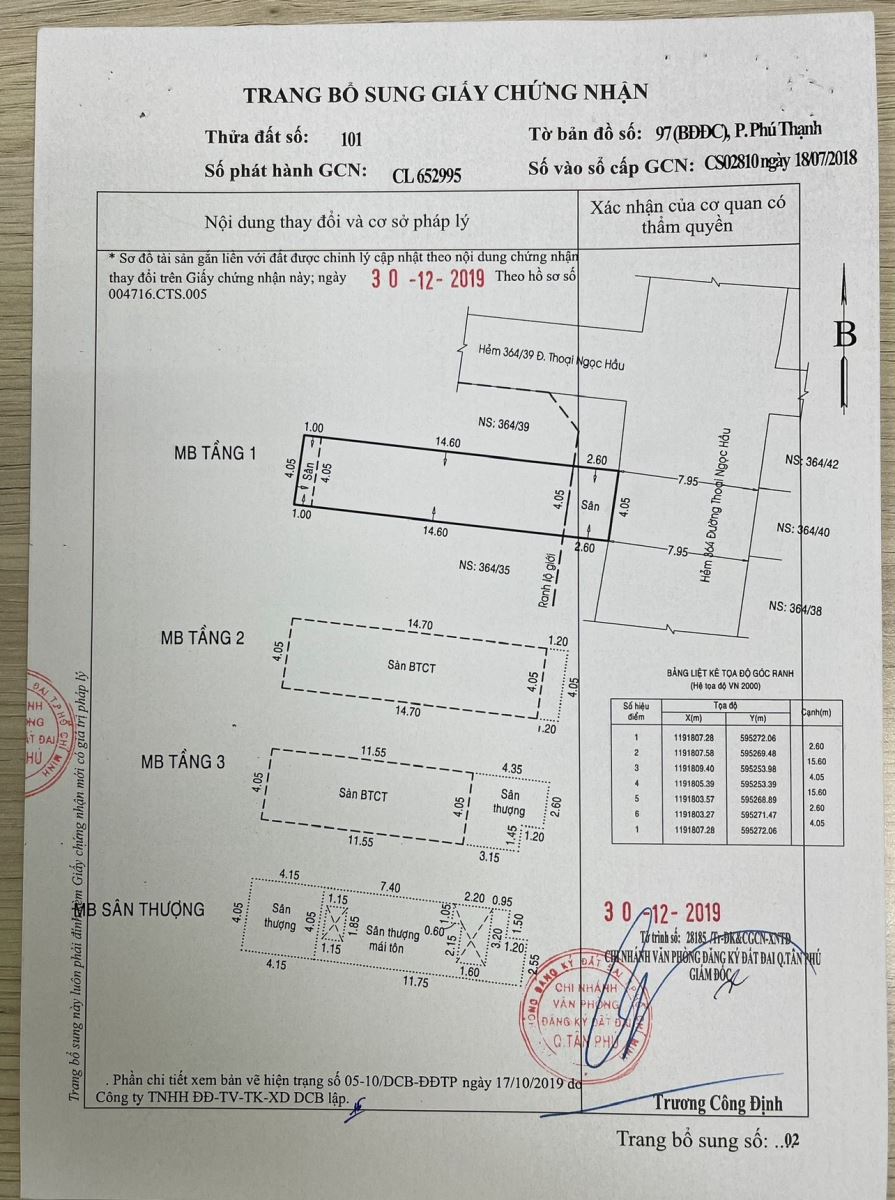 TRANG BỔ SUNG GIẤY CHỨNG NHẬN
Thửa đất số: 101
Tờ bản đồ số: 97(BĐĐC), P.Phú Thạnh
Số phát hành GCN: CL 652995
Số vào sổ cấp GCN: CS02810 ngày 18/07/2018
Nội dung thay đổi và cơ sở pháp lý
Xác nhận của cơ quan có
thẩm quyền
* Sơ đồ tài sản gắn liền với đất được chỉnh lý cập nhật theo nội dung chứng nhận
thay đổi trên Giấy chứng nhận này; ngày 30-12-2019 Theo hồ sơ số
004716.CTS.005
B
Hẻm 364/39 Đ. Thoại Ngọc Hầu
NS: 364/39
MB TẦNG 1
1.00
14.60
2.60
4.05
Sân
4.05
4.05
Sân
4.05
1.00
14.60
2.60
7.95
7.95
Hẻm 364 Đường Thoại Ngọc Hầu
NS: 364/42
NS: 364/40
NS: 364/38
NS: 364/35
Ranh lộ giới
MB TẦNG 2
14.70
1.20
4.05
Sàn BTCT
4.05
4.05
14.70
1.20
MB TẦNG 3
11.55
4.35
4.05
Sàn BTCT
4.05
Sân
thượng
2.60
1.45
1.20
11.55
3.15
MB SÂN THƯỢNG
4.15
7.40
2.20
0.95
1.15
4.05
Sân
thượng
4.05
1.85
1.15
Sân thượng
mái tôn
0.60
1.05
2.15
3.20
1.50
1.20
2.55
1.60
4.15
11.75
BẢNG LIỆT KÊ TỌA ĐỘ GÓC RANH
(Hệ tọa độ VN 2000)
Số hiệu
điểm
Tọa độ
X(m)
Y(m)
Cạnh(m)
1 1191807.28 595272.06
2.60
2 1191807.58 595269.48
15.60
3 1191809.40 595253.98
4.05
4 1191805.39 595253.39
15.60
5 1191803.57 595268.89
2.60
6 1191803.27 595271.47
4.05
1 1191807.28 595272.06
30-12-2019
Tờ trình số: 28185 /Tr-ĐK&CGCN-XNTĐ
CHI NHÁNH VĂN PHÒNG ĐĂNG KÝ ĐẤT ĐAI Q.TÂN PHÚ
GIÁM ĐỐC
CHI NHÁNH
VĂN PHÒNG
ĐĂNG KÝ ĐẤT ĐAI
Q.TÂN PHÚ
Trương Công Định
. Phần chi tiết xem bản vẽ hiện trạng số 05-10/DCB-ĐĐTP ngày 17/10/2019 do
Công ty TNHH ĐĐ-TV-TK-XD DCB lập.
Trang bổ sung số: ..02
Trang bổ sung này luôn phải đính kèm Giấy chứng nhận mới có giá trị pháp lý